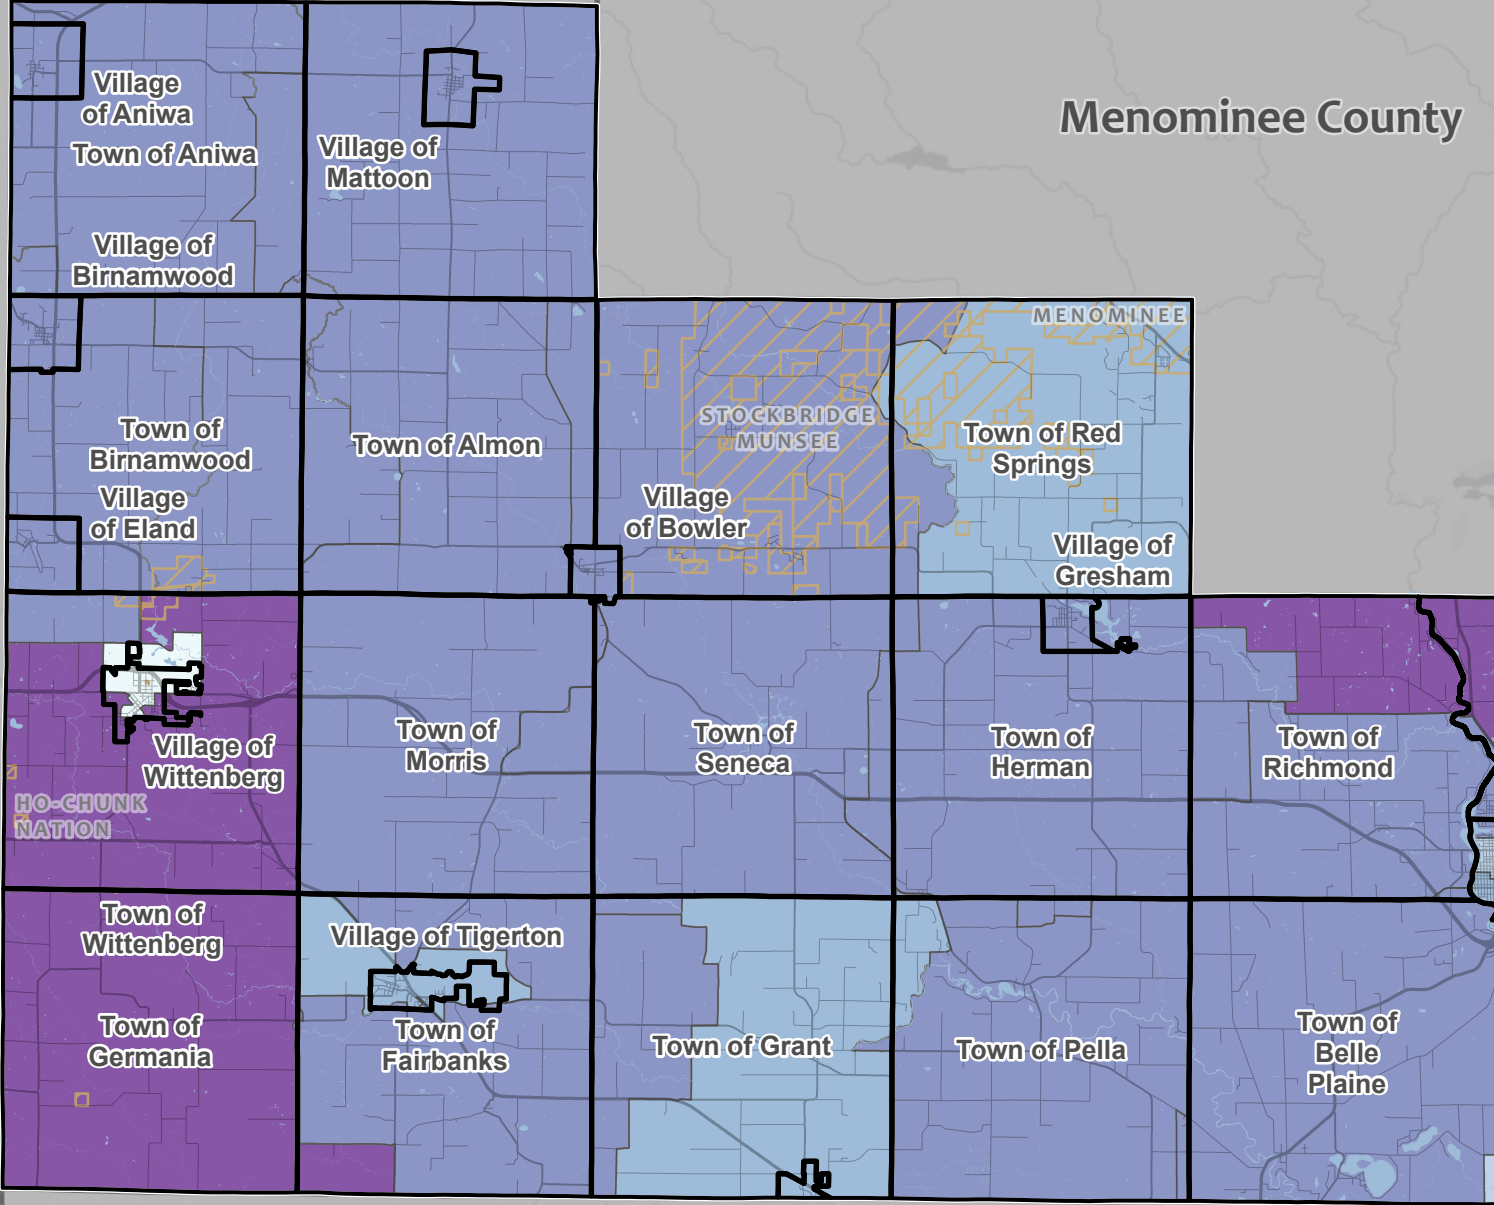 Menominee County
Village
of Aniwa
Town of Aniwa
Village of
Mattoon
Village of
Birnamwood
MENOMINEE
STOCKBRIDGE
MUNSEE
Town of
Birnamwood
Town of Almon
Town of Red
Springs
Village
of Eland
Village
of Bowler
Village of
Gresham
Village of
Wittenberg
HO-CHUNK
NATION
Town of
Morris
Town of
Seneca
Town of
Herman
Town of
Richmond
Town of
Wittenberg
Village of Tigerton
Town of
Germania
Town of
Fairbanks
Town of Grant
Town of Pella
Town of
Belle
Plaine